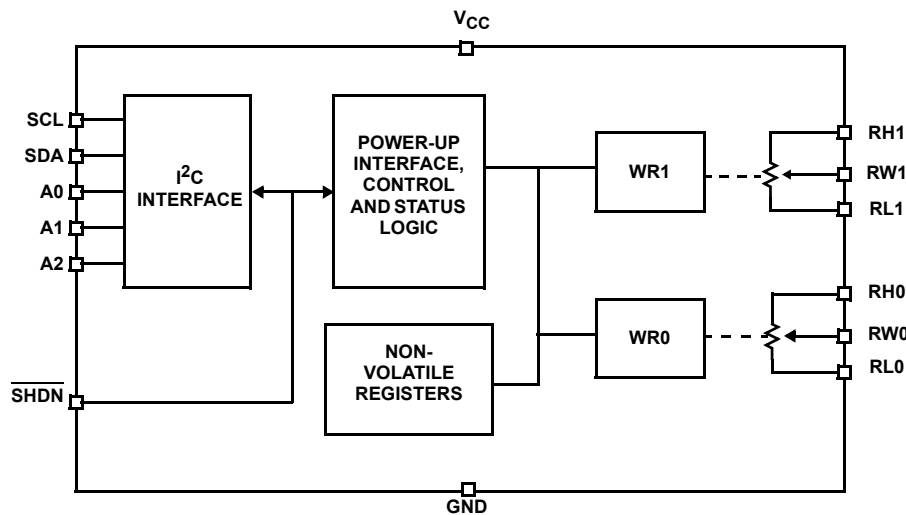 VCC
SCL
SDA
A0
A1
A2
SHDN
I2C
INTERFACE
POWER-UP
INTERFACE,
CONTROL
AND STATUS
LOGIC
NON-
VOLATILE
REGISTERS
WR1
WR0
RH1
RW1
RL1
RH0
RW0
RL0
GND